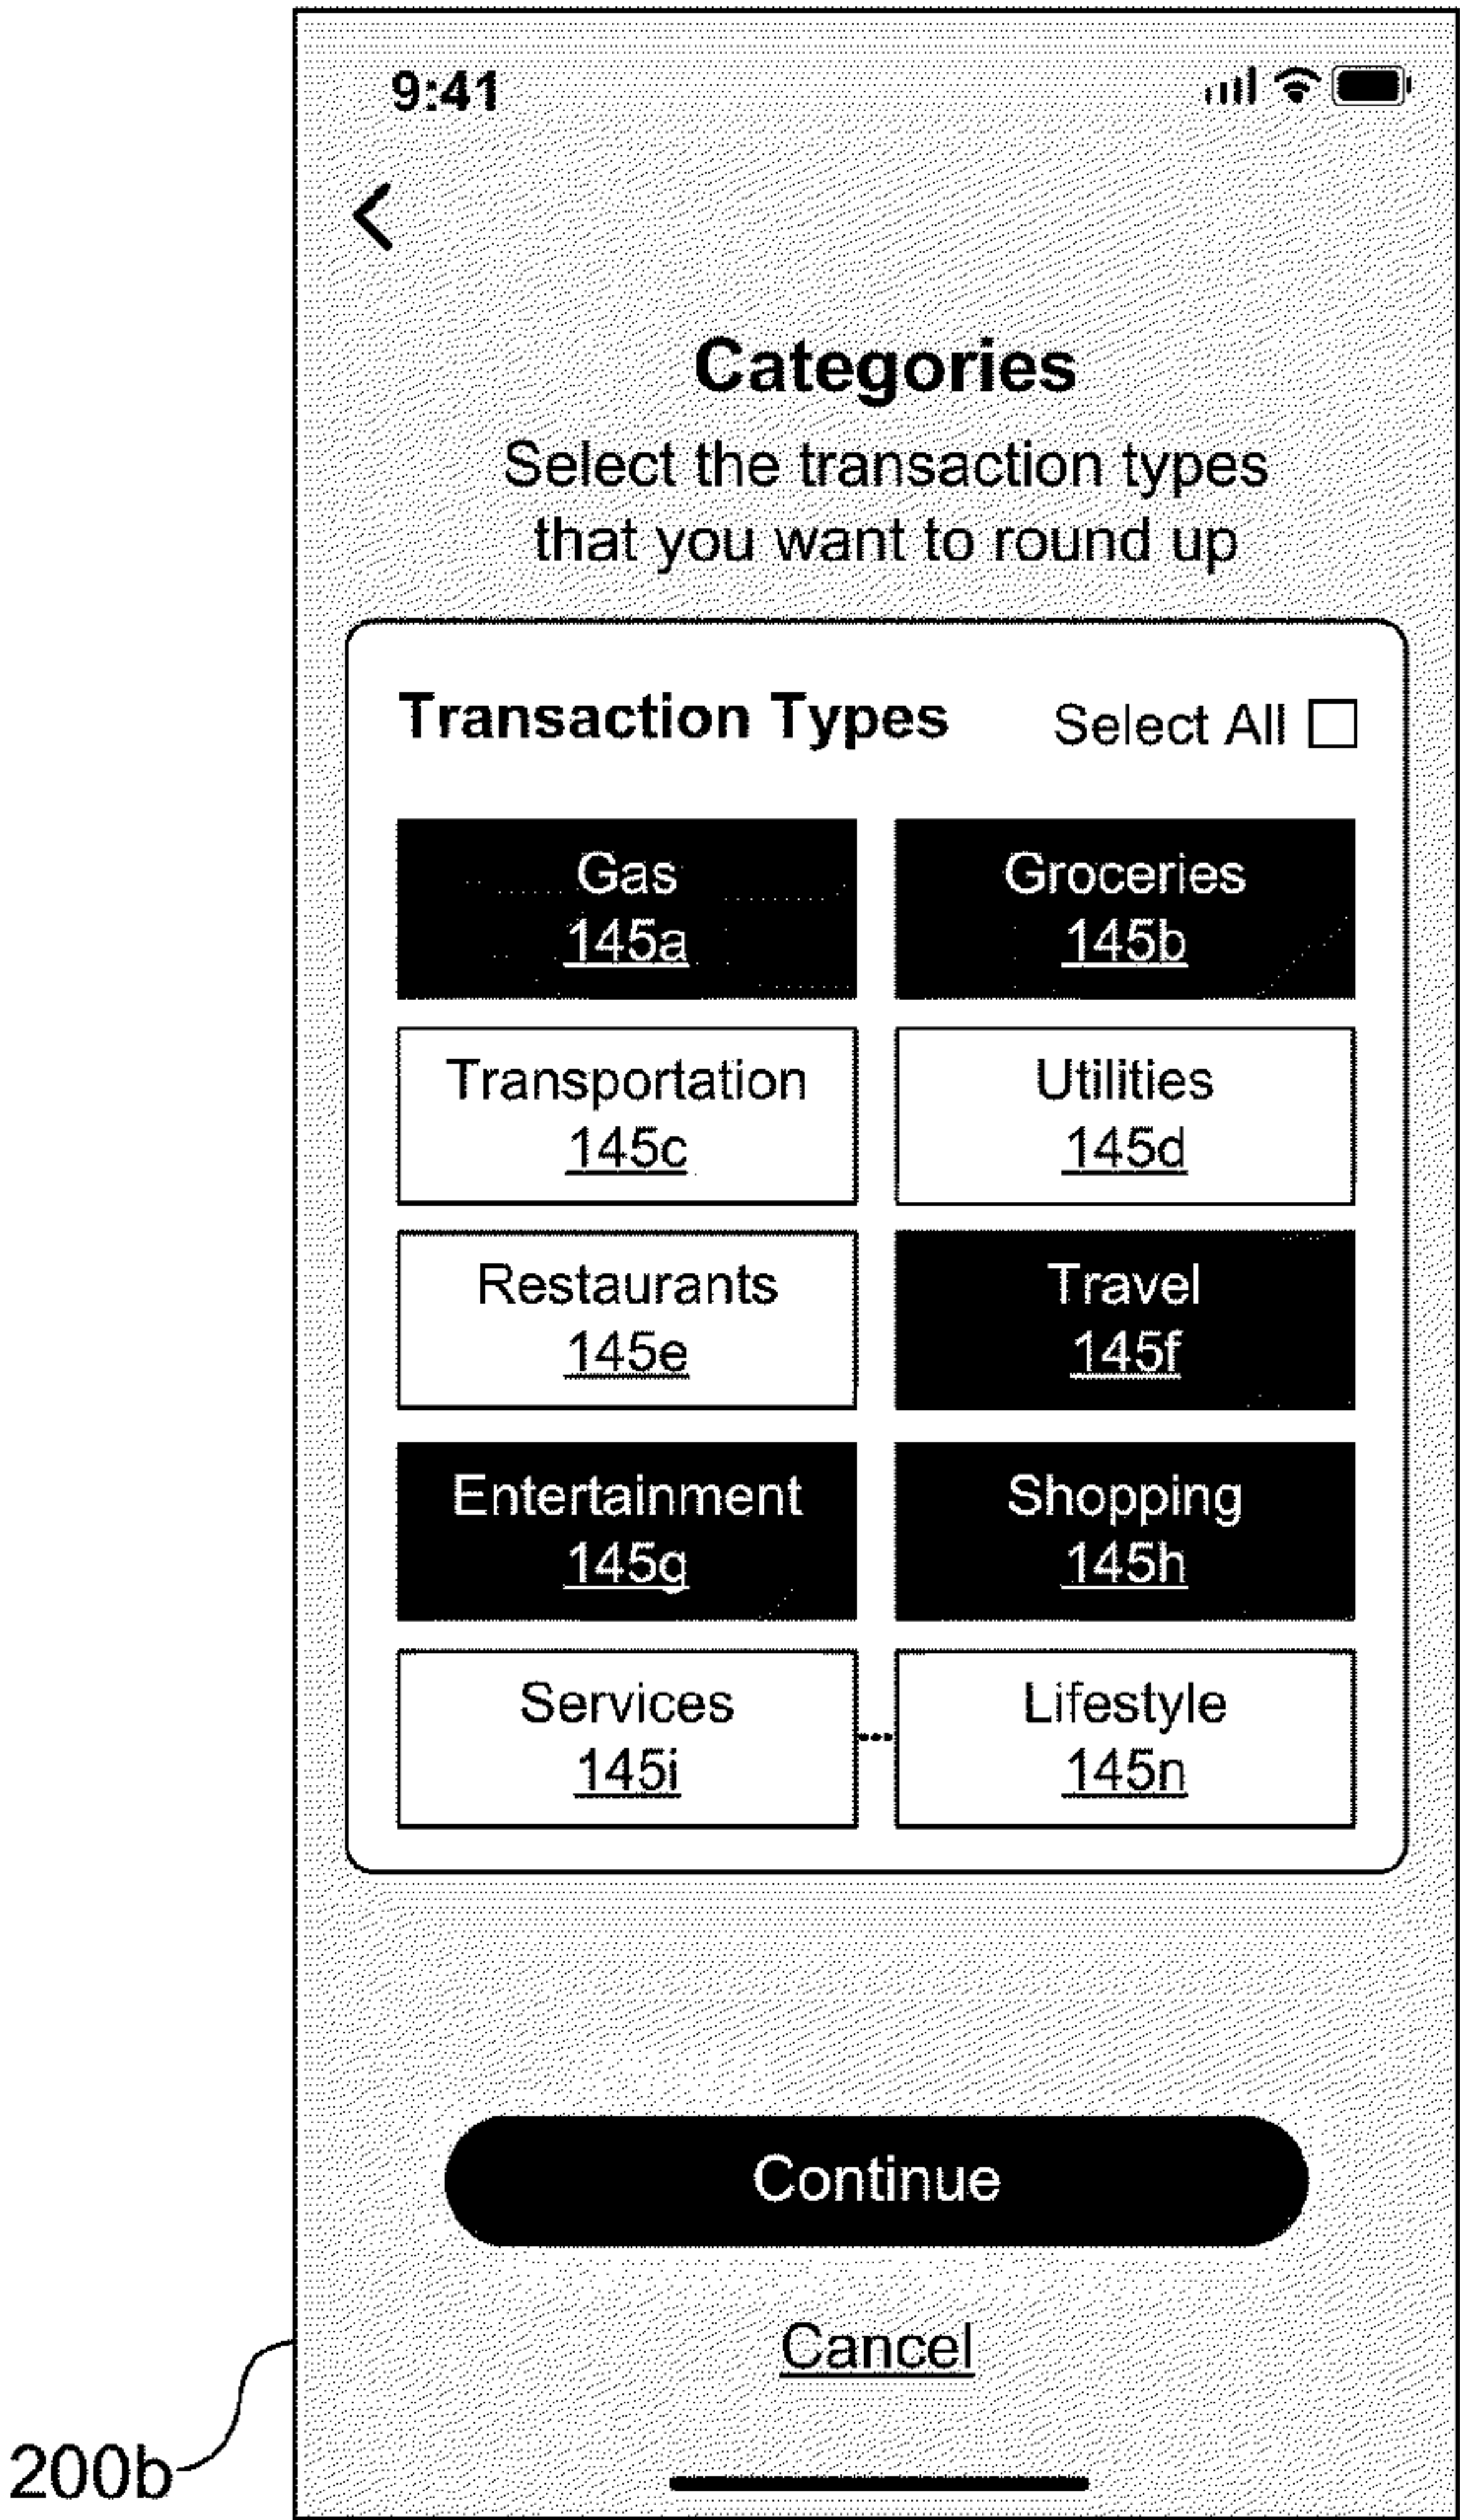 9:41
Categories
Select the transaction types
that you want to round up
Transaction Types Select All
Gas Groceries
145a 145b
Transportation Utilities
145c 145d
Restaurants Travel
145e 145f
Entertainment Shopping
145g 145h
Services Lifestyle
145i 145n
Continue
Cancel
200b